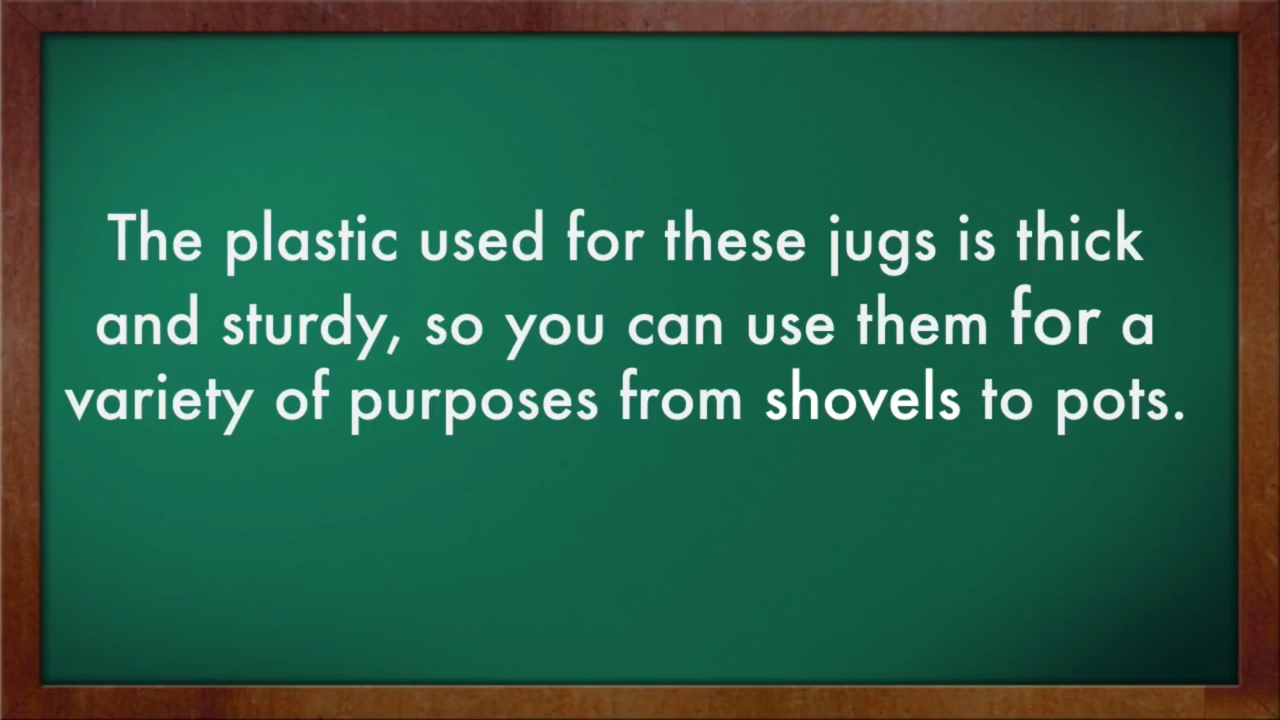 The plastic used for these jugs is thick
and sturdy, so you can use them for a
variety of purposes from shovels to pots.